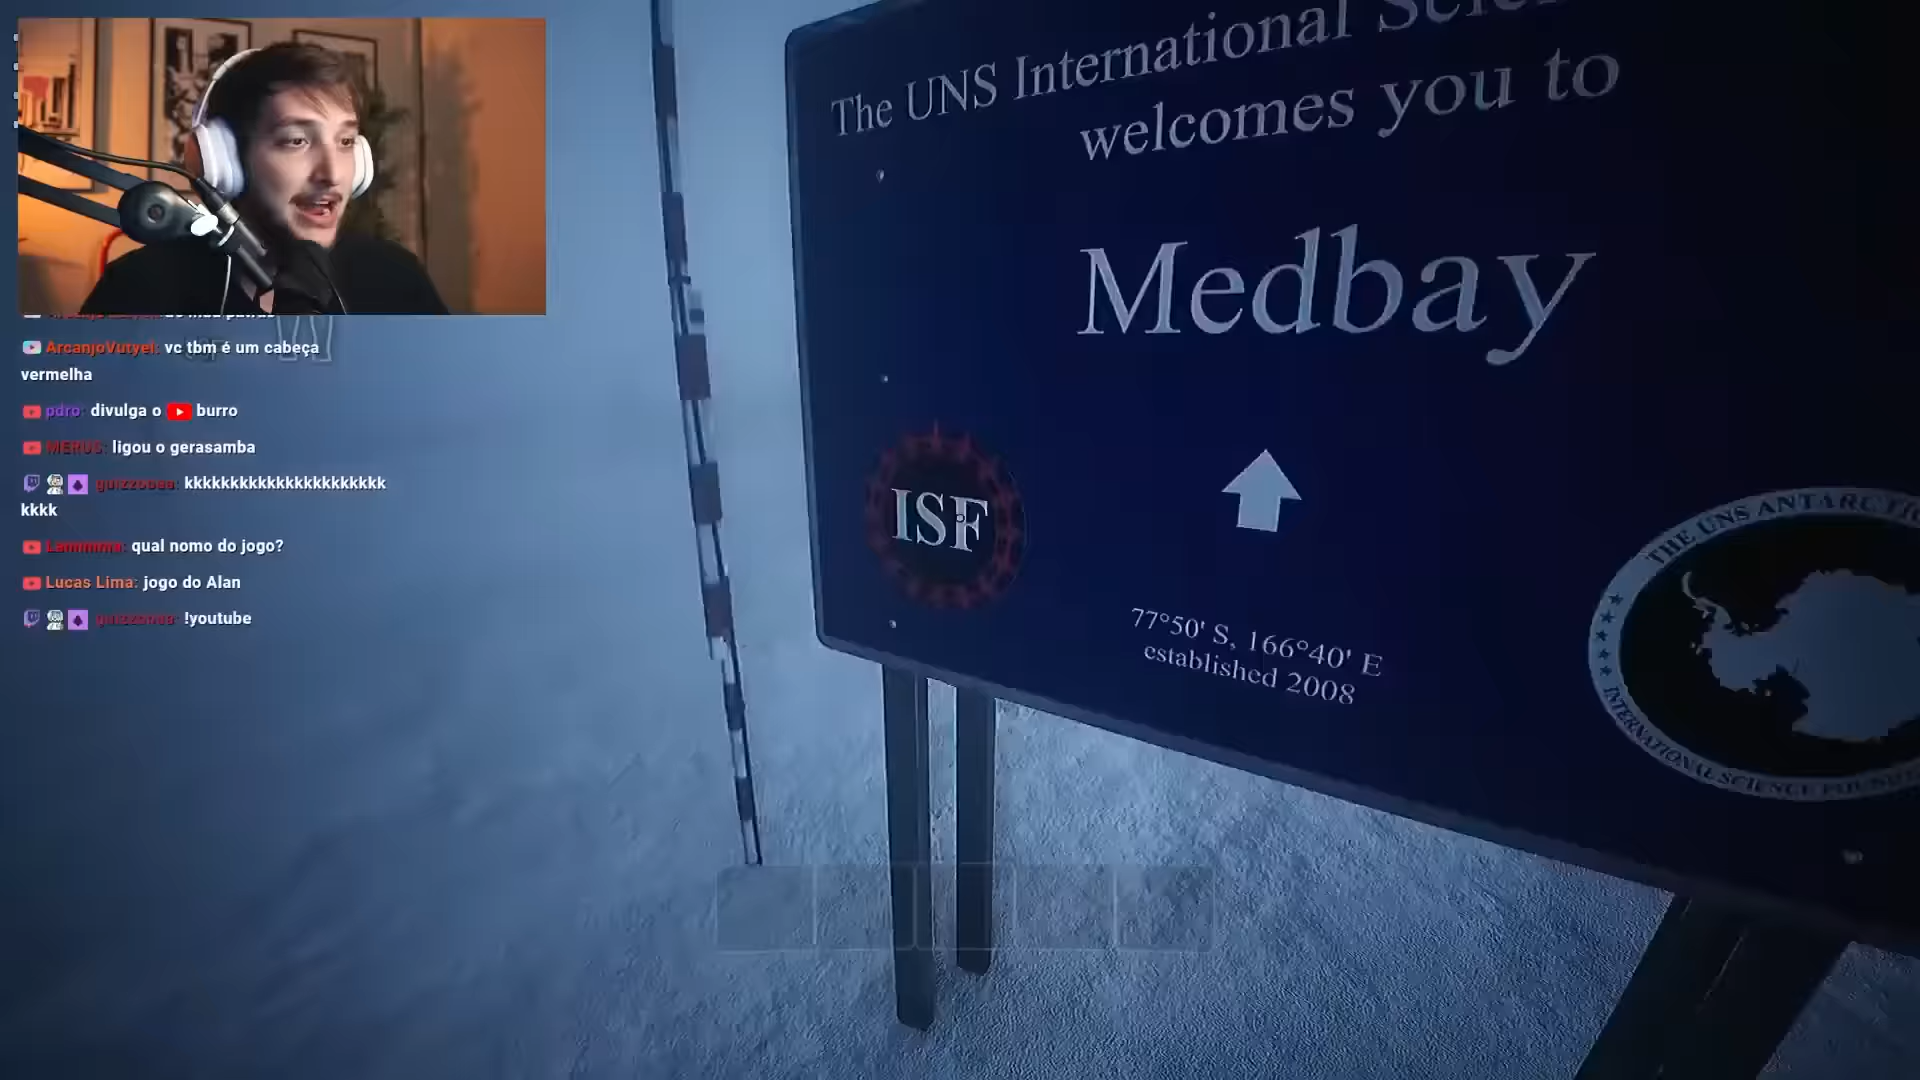 The UNS International
welcomes you to
Medbay
ISF
77°50' S, 166°40' E
established 2008
THE UNS ANTARCTIC
INTERNATIONAL SCIENCE
ArcanjoVutyel: vc tbm é um cabeça
vermelha
pdro: divulga o burro
MERUS: ligou o gerasamba
kkkkkkkkkkkkkkkkkkkkkk
kkkk
qual nomo do jogo?
Lucas Lima: jogo do Alan
!youtube